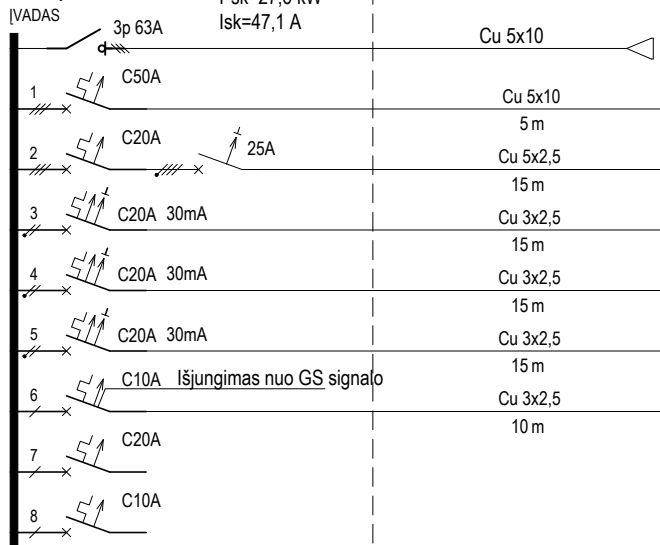 ĮVADAS
3p 63A
Isk=47,1 A
Cu 5x10
1
C50A
Cu 5x10
5 m
2
C20A
25A
Cu 5x2,5
15 m
3
C20A 30mA
Cu 3x2,5
15 m
4
C20A 30mA
Cu 3x2,5
15 m
5
C20A 30mA
Cu 3x2,5
15 m
6
C10A
Išjungimas nuo GS signalo
Cu 3x2,5
10 m
7
C20A
8
C10A